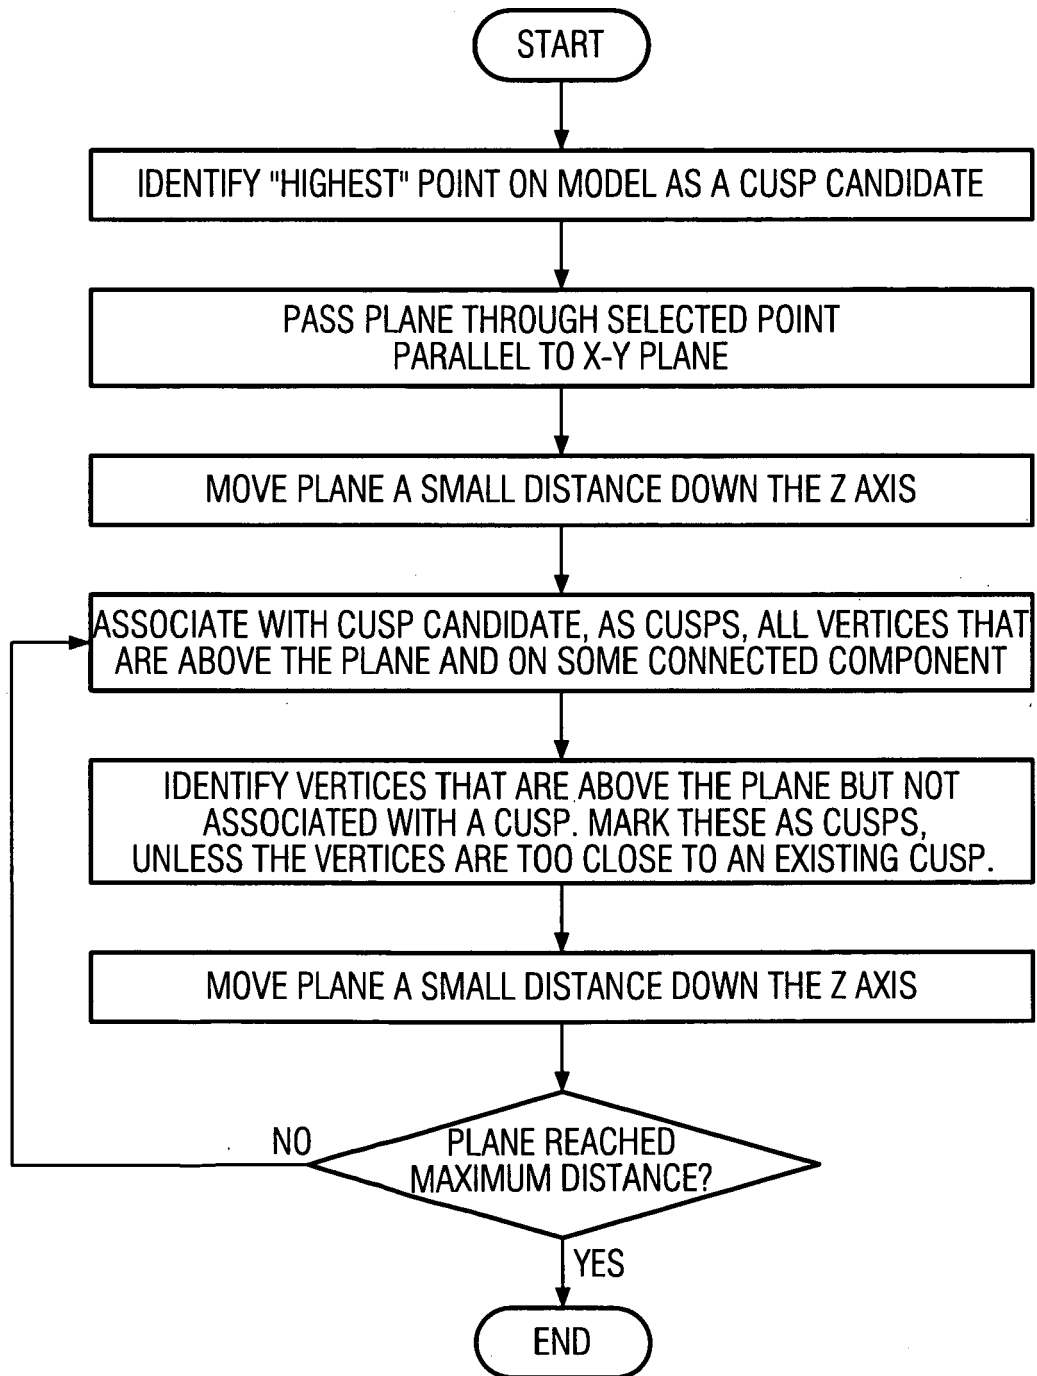 START
IDENTIFY "HIGHEST" POINT ON MODEL AS A CUSP CANDIDATE
PASS PLANE THROUGH SELECTED POINT
PARALLEL TO X-Y PLANE
MOVE PLANE A SMALL DISTANCE DOWN THE Z AXIS
ASSOCIATE WITH CUSP CANDIDATE, AS CUSPS, ALL VERTICES THAT
ARE ABOVE THE PLANE AND ON SOME CONNECTED COMPONENT
IDENTIFY VERTICES THAT ARE ABOVE THE PLANE BUT NOT
ASSOCIATED WITH A CUSP. MARK THESE AS CUSPS,
UNLESS THE VERTICES ARE TOO CLOSE TO AN EXISTING CUSP.
MOVE PLANE A SMALL DISTANCE DOWN THE Z AXIS
NO
PLANE REACHED
MAXIMUM DISTANCE?
YES
END